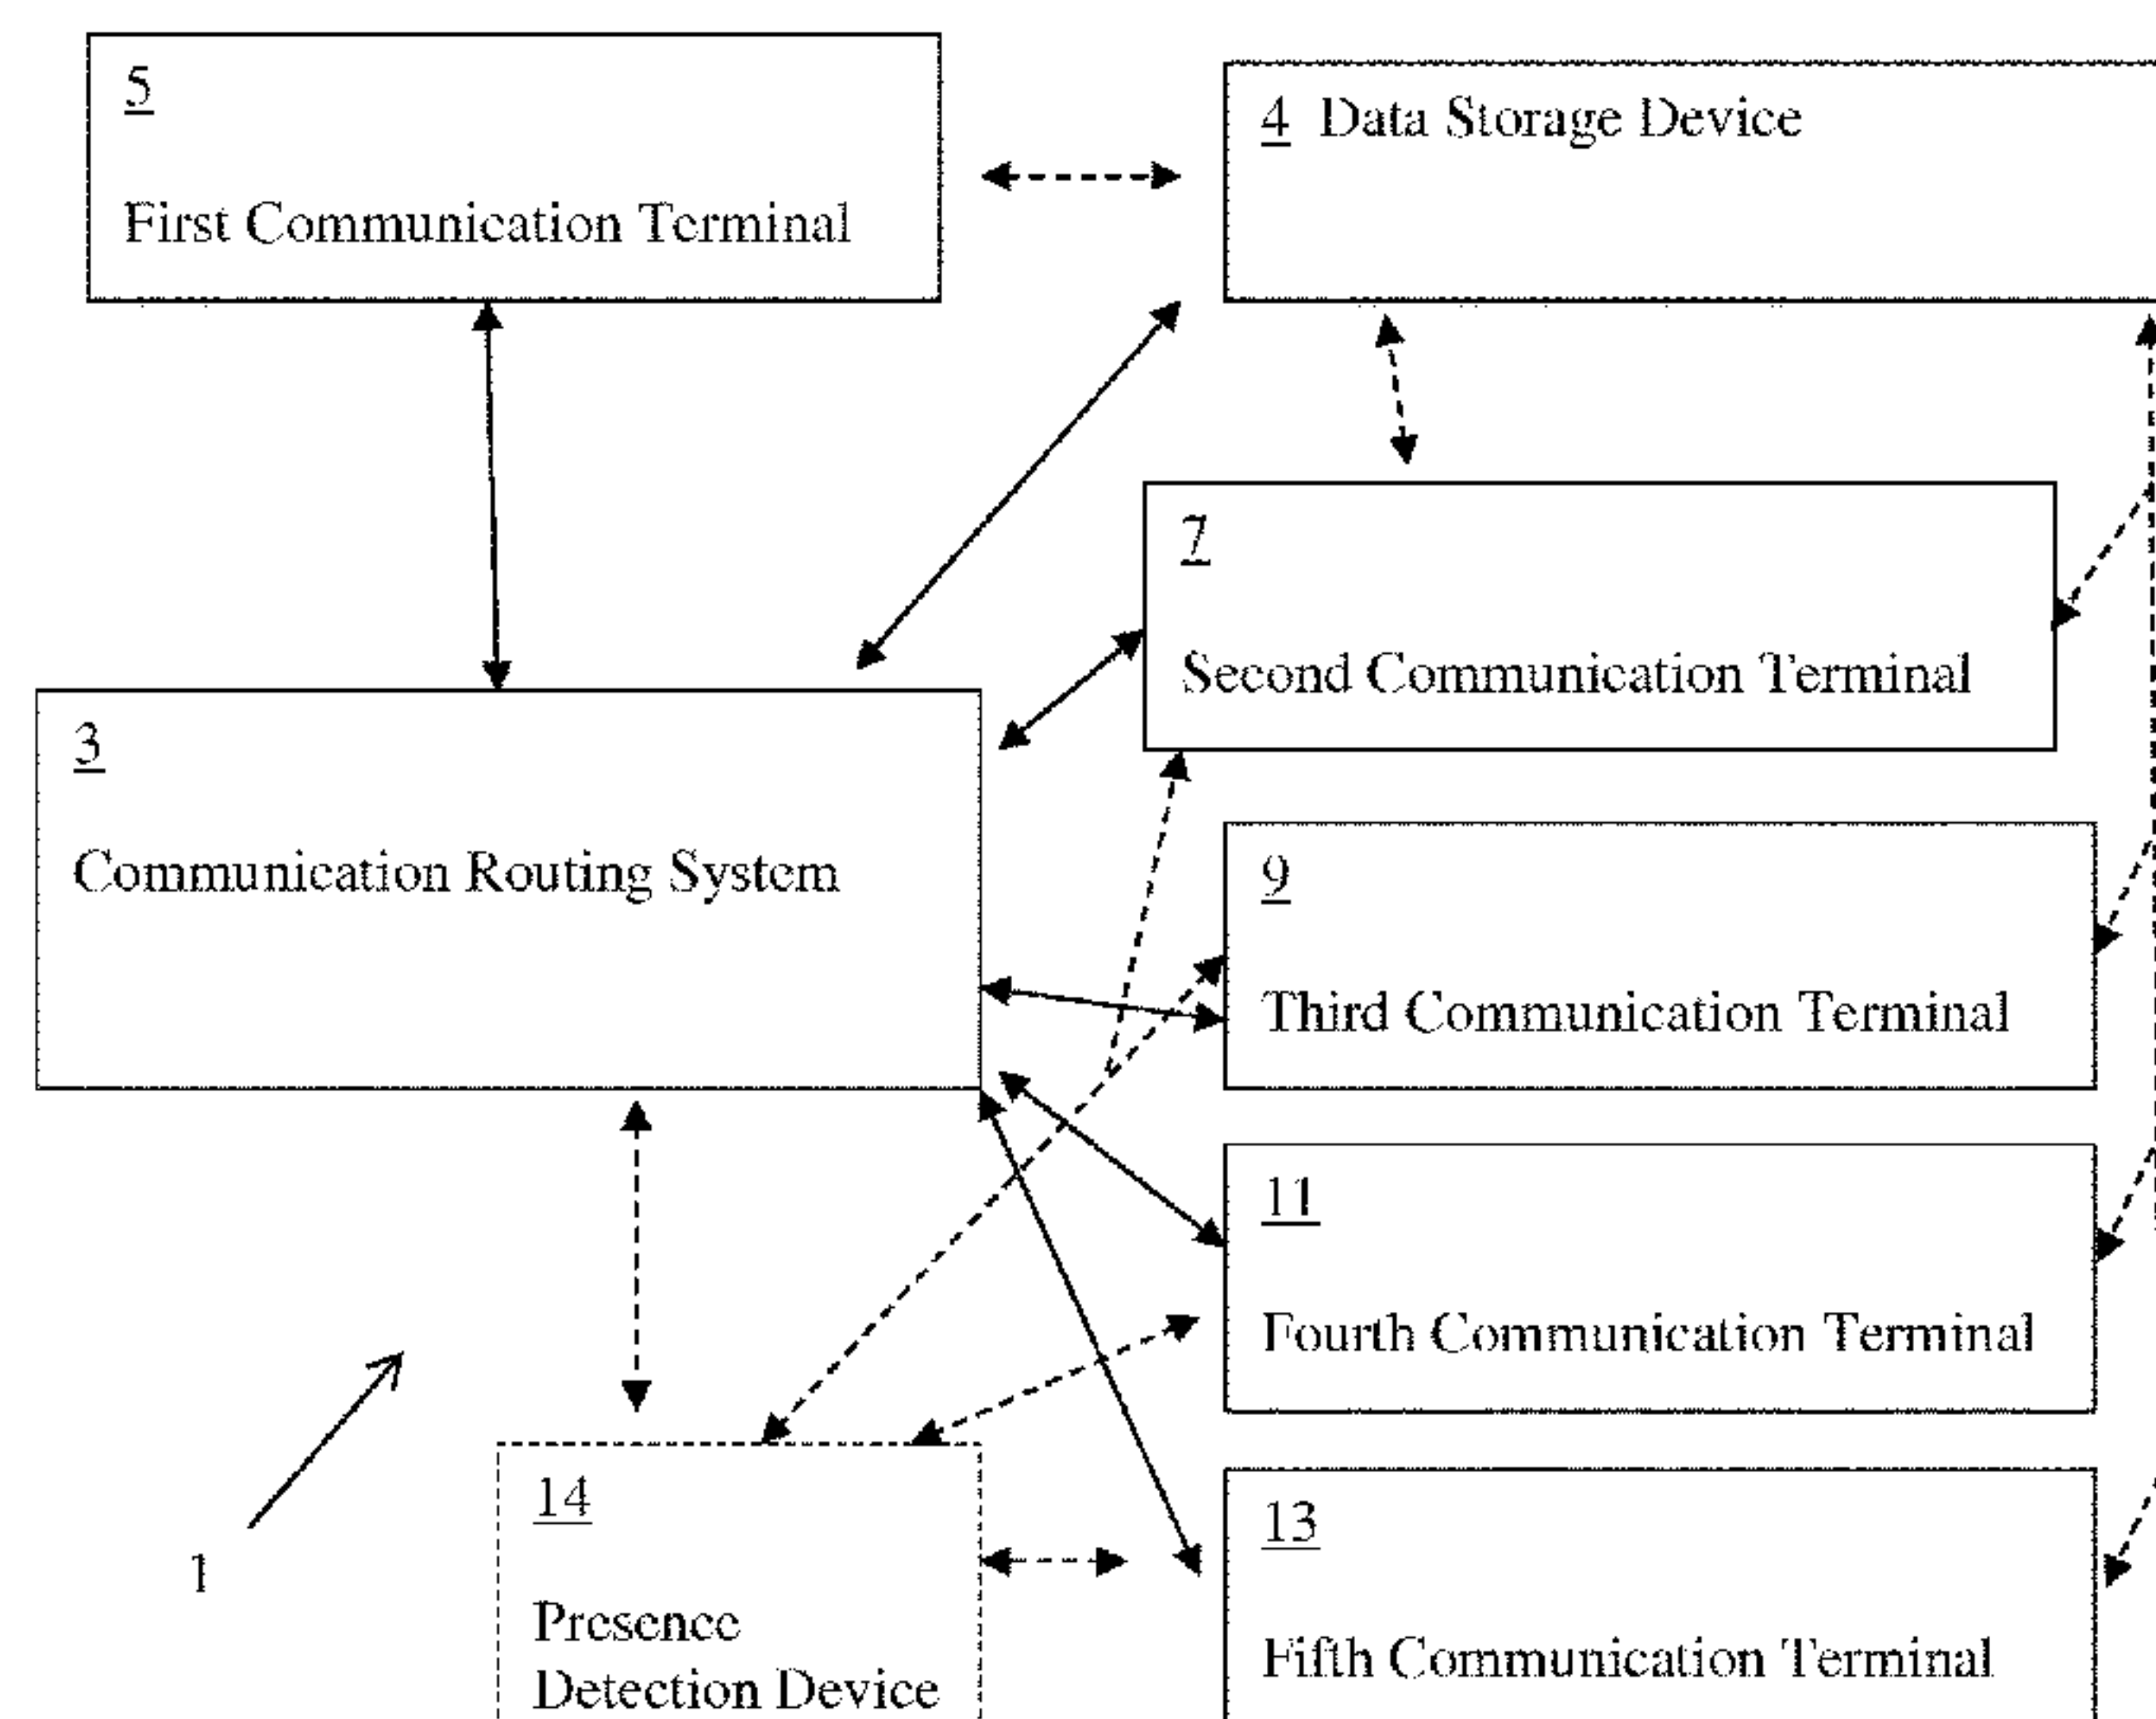 5
First Communication Terminal
4 Data Storage Device
7
Second Communication Terminal
3
Communication Routing System
9
Third Communication Terminal
11
Fourth Communication Terminal
1
14
Presence
Detection Device
13
Fifth Communication Terminal